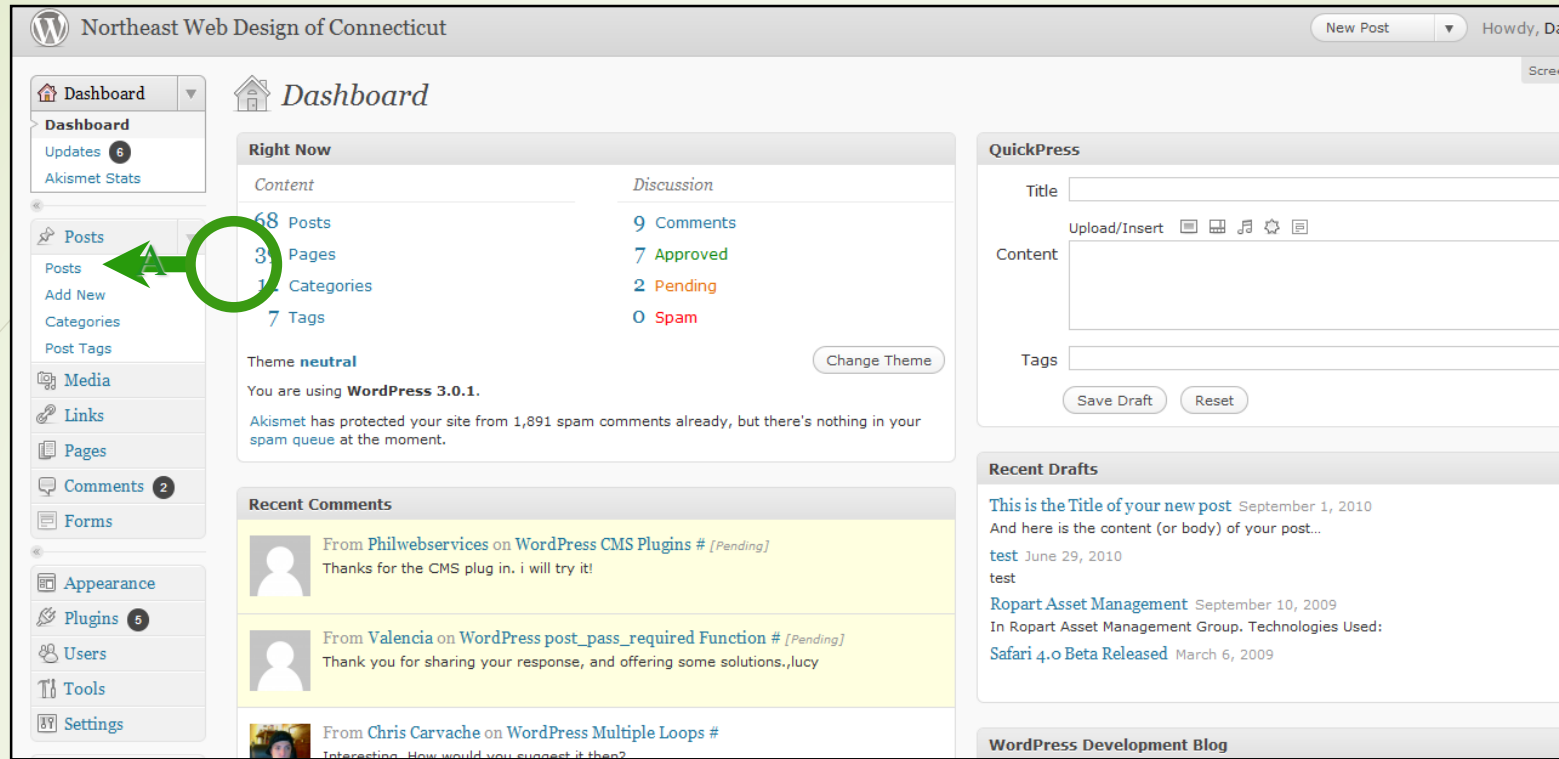 Northeast Web Design of Connecticut
New Post
Howdy,
Dashboard
Dashboard
Updates 6
Akismet Stats
Posts
Posts
Add New
Categories
Post Tags
Media
Links
Pages
Comments 2
Forms
Appearance
Plugins 5
Users
Tools
Settings
A
Dashboard
Right Now
Content
Discussion
68 Posts
9 Comments
Pages
7 Approved
Categories
2 Pending
7 Tags
0 Spam
Theme neutral
Change Theme
You are using WordPress 3.0.1.
Akismet has protected your site from 1,891 spam comments already, but there's nothing in your
spam queue at the moment.
Recent Comments
From Philwebservices on WordPress CMS Plugins # [Pending]
Thanks for the CMS plug in. i will try it!
From Valencia on WordPress post_pass_required Function # [Pending]
Thank you for sharing your response, and offering some solutions.,lucy
From Chris Carvache on WordPress Multiple Loops #
Interesting. How would you suggest it then?
QuickPress
Title
Upload/Insert
Content
Tags
Save Draft
Reset
Recent Drafts
This is the Title of your new post September 1, 2010
And here is the content (or body) of your post...
test June 29, 2010
test
Ropart Asset Management September 10, 2009
In Ropart Asset Management Group. Technologies Used:
Safari 4.0 Beta Released March 6, 2009
WordPress Development Blog